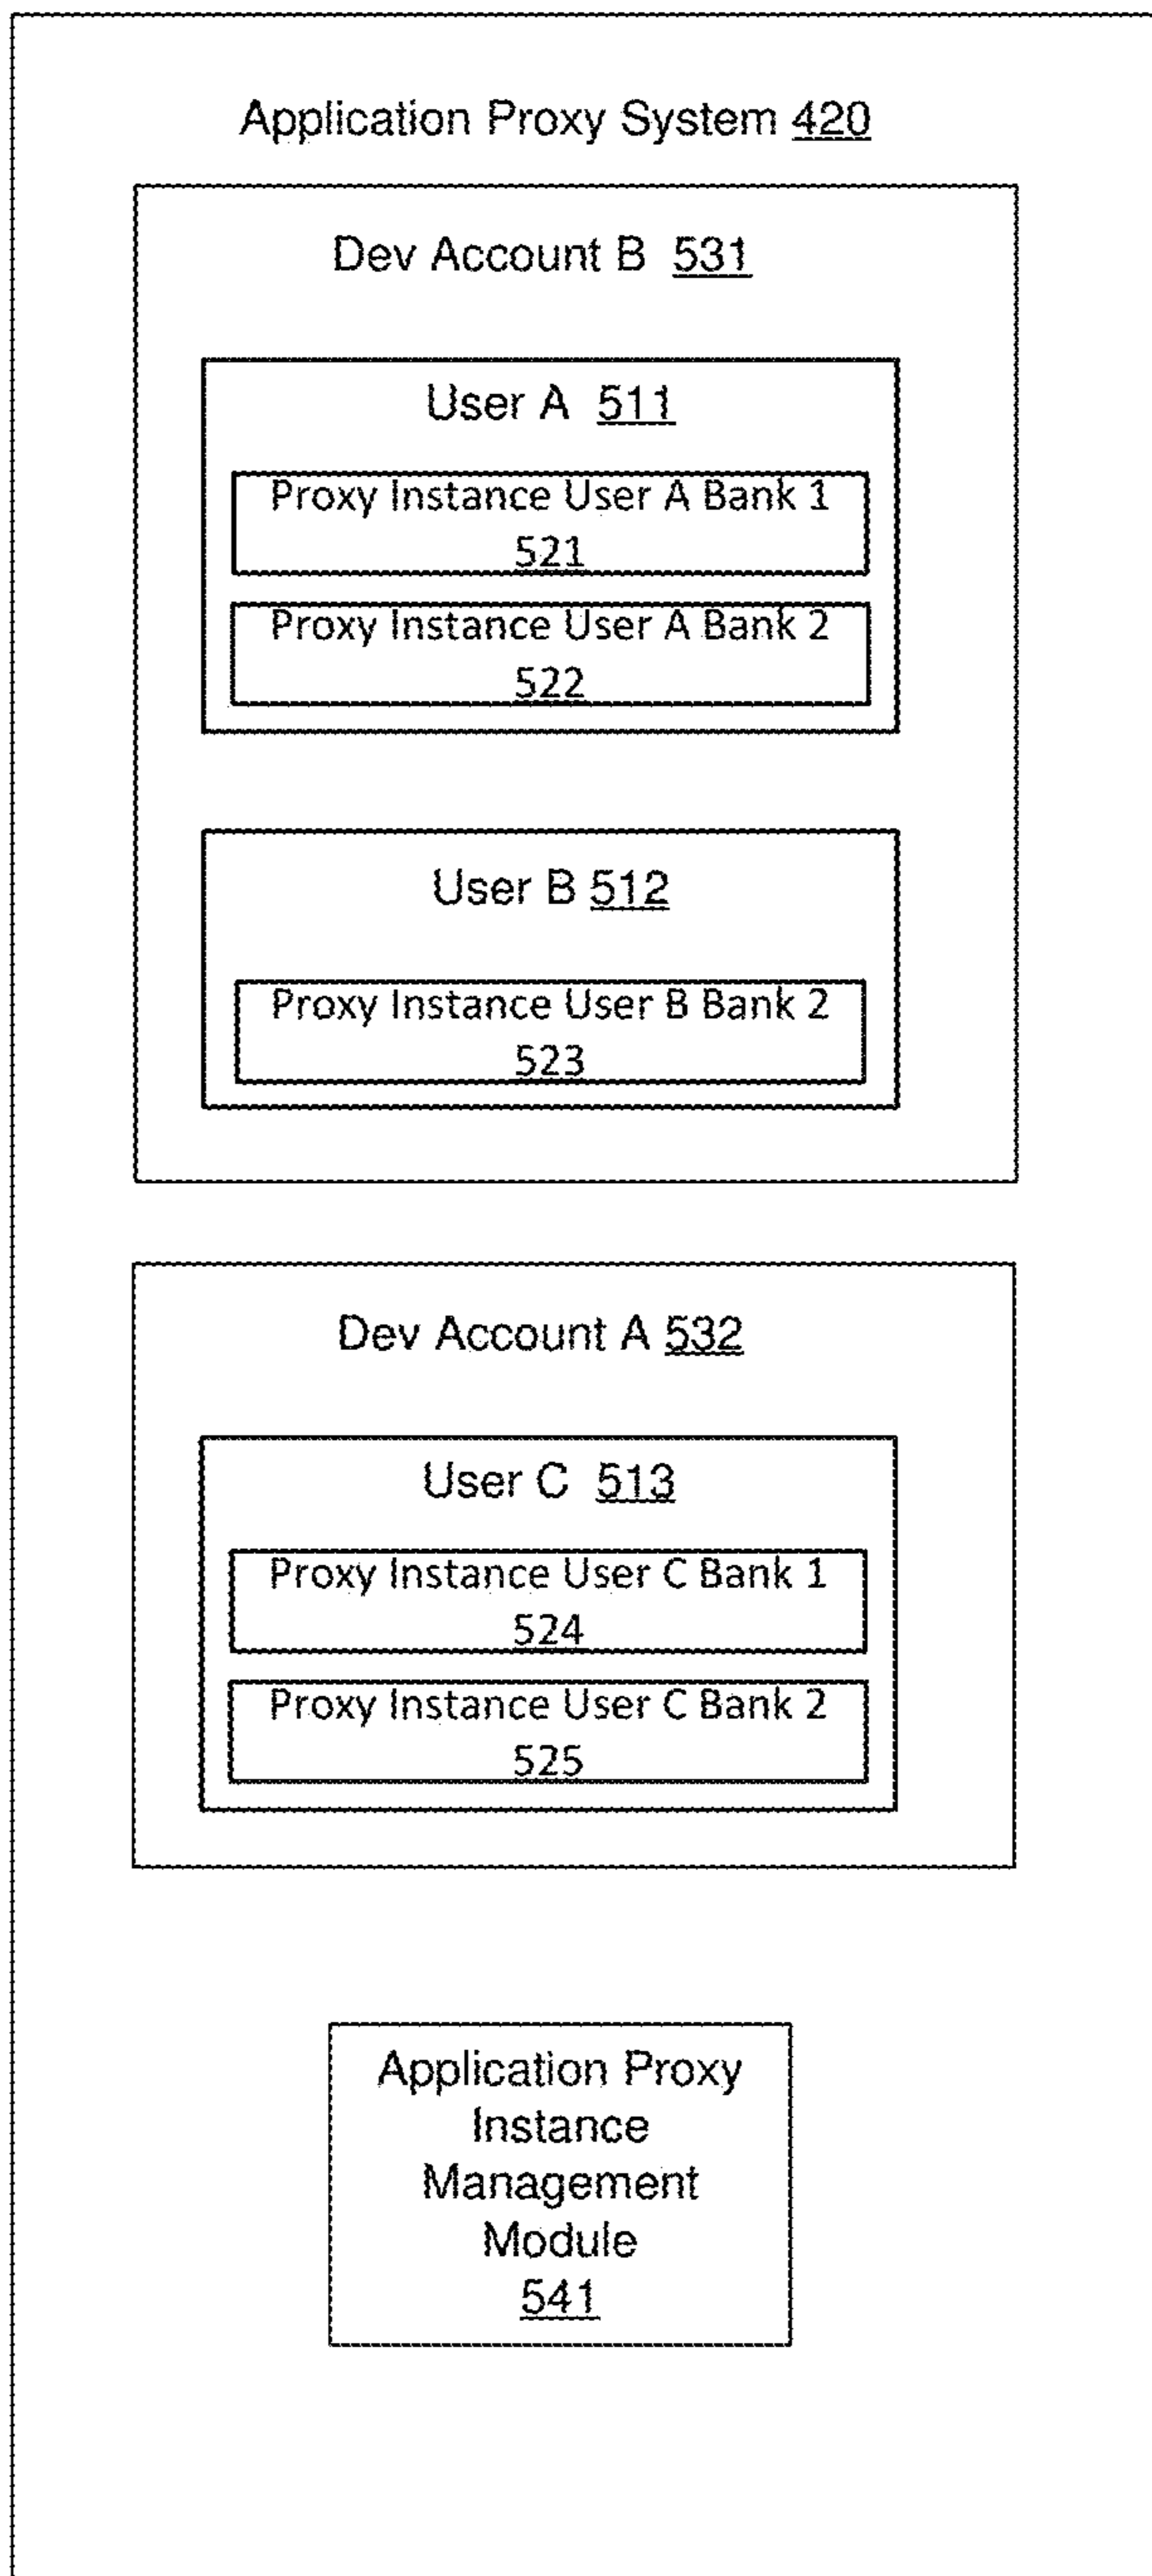 Application Proxy System 420
Dev Account B 531
User A 511
Proxy Instance User A Bank 1
521
Proxy Instance User A Bank 2
522
User B 512
Proxy Instance User B Bank 2
523
Dev Account A 532
User C 513
Proxy Instance User C Bank 1
524
Proxy Instance User C Bank 2
525
Application Proxy
Instance
Management
Module
541